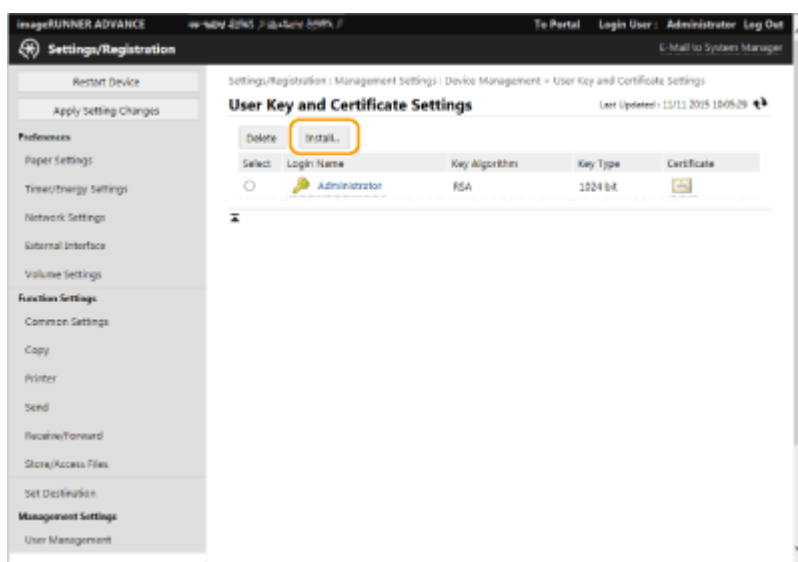 imageRUNNER ADVANCE
To Portal Login User : Administrator Log Out
Settings/Registration
E-Mail to System Manager
Restart Device
Apply Setting Changes
Preferences
Paper Settings
Timer/Energy Settings
Network Settings
External Interface
Volume Settings
Function Settings
Common Settings
Copy
Printer
Send
Receive/Forward
Store/Access Files
Set Destination
Management Settings
User Management
Settings/Registration : Management Settings : Device Management > User Key and Certificate Settings
User Key and Certificate Settings
Last Updated : 11/11 2015 10:05:29
Delete Install...
Select Login Name Key Algorithm Key Type Certificate
Administrator RSA 1024 bit